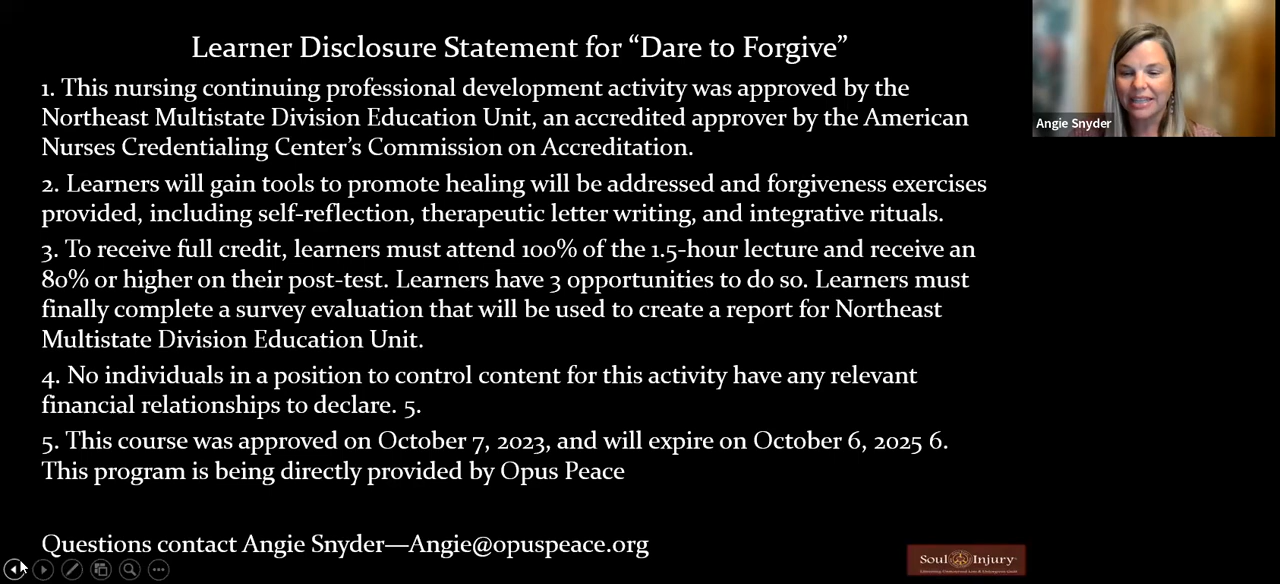 Learner Disclosure Statement for “Dare to Forgive”
1. This nursing continuing professional development activity was approved by the
Northeast Multistate Division Education Unit, an accredited approver by the American
Nurses Credentialing Center’s Commission on Accreditation.
2. Learners will gain tools to promote healing will be addressed and forgiveness exercises
provided, including self-reflection, therapeutic letter writing, and integrative rituals.
3. To receive full credit, learners must attend 100% of the 1.5-hour lecture and receive an
80% or higher on their post-test. Learners have 3 opportunities to do so. Learners must
finally complete a survey evaluation that will be used to create a report for Northeast
Multistate Division Education Unit.
4. No individuals in a position to control content for this activity have any relevant
financial relationships to declare. 5.
5. This course was approved on October 7, 2023, and will expire on October 6, 2025 6.
This program is being directly provided by Opus Peace
Questions contact Angie Snyder—Angie@opuspeace.org
Angie Snyder
Soul Injury